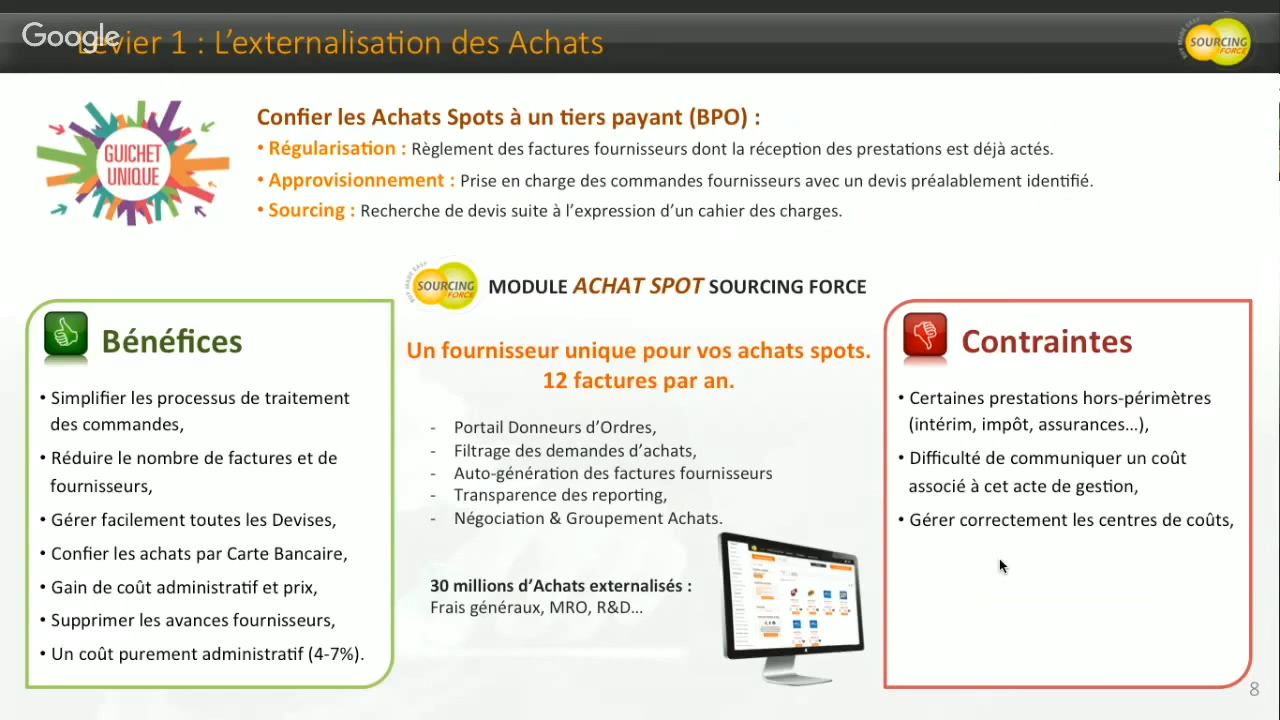 Google
Levier 1 : L'externalisation des Achats
SOURCING
FORCE
GUICHET
UNIQUE
Confier les Achats Spots à un tiers payant (BPO) :
• Régularisation : Règlement des factures fournisseurs dont la réception des prestations est déjà actés.
• Approvisionnement : Prise en charge des commandes fournisseurs avec un devis préalablement identifié.
• Sourcing : Recherche de devis suite à l'expression d'un cahier des charges.
SOURCING
FORCE
MODULE ACHAT SPOT SOURCING FORCE
Bénéfices
• Simplifier les processus de traitement
des commandes,
• Réduire le nombre de factures et de
fournisseurs,
• Gérer facilement toutes les Devises,
• Confier les achats par Carte Bancaire,
• Gain de coût administratif et prix,
• Supprimer les avances fournisseurs,
• Un coût purement administratif (4-7%).
Un fournisseur unique pour vos achats spots.
12 factures par an.
- Portail Donneurs d'Ordres,
- Filtrage des demandes d'achats,
- Auto-génération des factures fournisseurs
- Transparence des reporting,
- Négociation & Groupement Achats.
30 millions d'Achats externalisés :
Frais généraux, MRO, R&D...
Contraintes
• Certaines prestations hors-périmètres
(intérim, impôt, assurances...),
• Difficulté de communiquer un coût
associé à cet acte de gestion,
• Gérer correctement les centres de coûts,
8